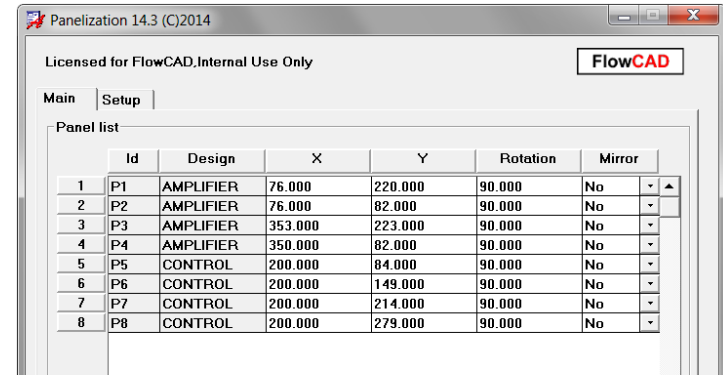 Panelization 14.3 (C)2014
Licensed for FlowCAD,Internal Use Only
FlowCAD
Main Setup
Panel list
Id Design X Y Rotation Mirror
1 P1 AMPLIFIER 76.000 220.000 90.000 No
2 P2 AMPLIFIER 76.000 82.000 90.000 No
3 P3 AMPLIFIER 353.000 223.000 90.000 No
4 P4 AMPLIFIER 350.000 82.000 90.000 No
5 P5 CONTROL 200.000 84.000 90.000 No
6 P6 CONTROL 200.000 149.000 90.000 No
7 P7 CONTROL 200.000 214.000 90.000 No
8 P8 CONTROL 200.000 279.000 90.000 No